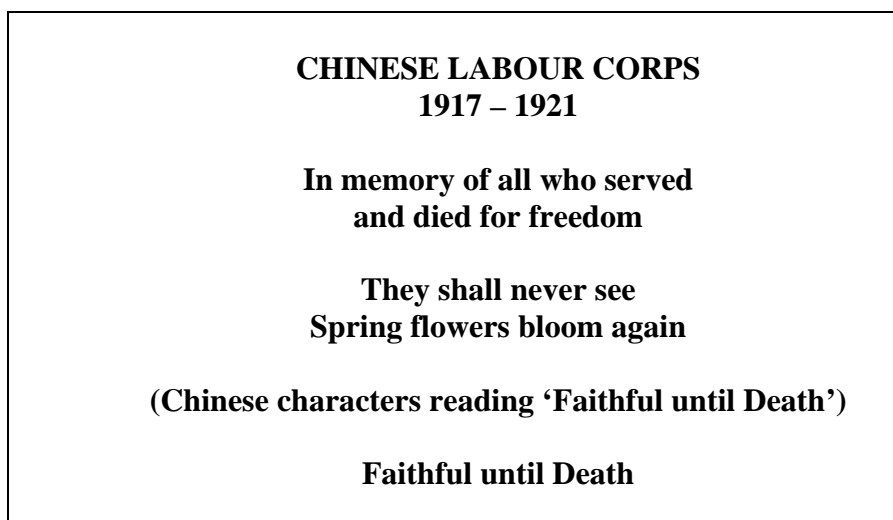 CHINESE LABOUR CORPS
1917 – 1921
In memory of all who served
and died for freedom
They shall never see
Spring flowers bloom again
(Chinese characters reading ‘Faithful until Death’)
Faithful until Death